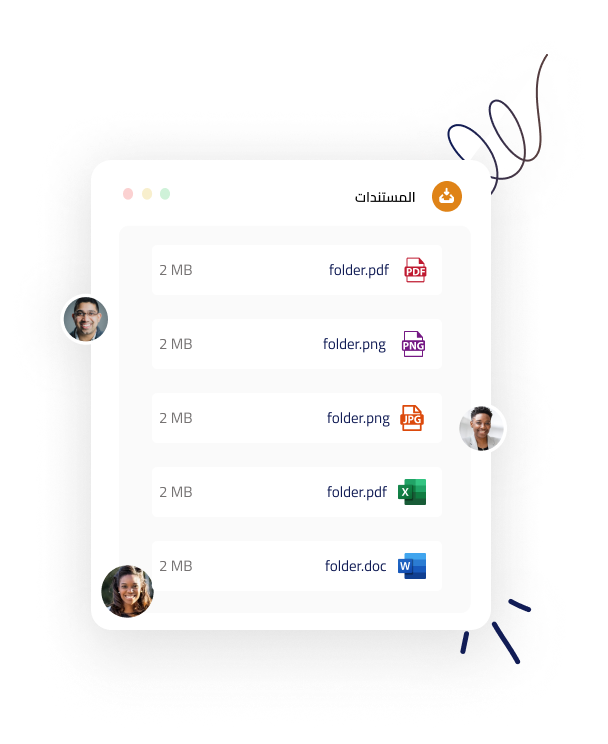 المستندات
PDF folder.pdf 2 MB
PNG folder.png 2 MB
JPG folder.png 2 MB
X folder.pdf 2 MB
W folder.doc 2 MB